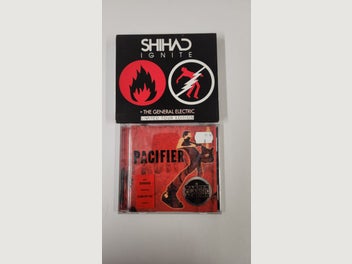 SHIHAD
IGNITE
+ THE GENERAL ELECTRIC
LIMITED TOUR EDITION
PACIFIER